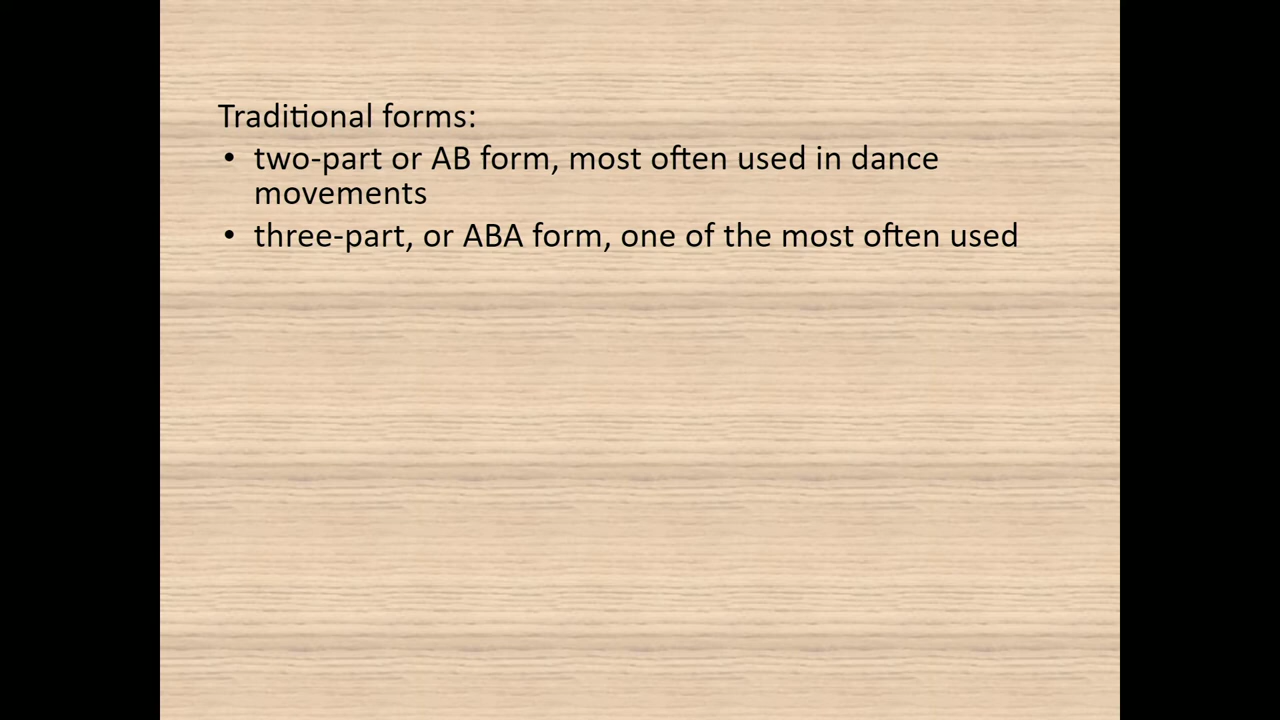 Traditional forms:
• two-part or AB form, most often used in dance
movements
• three-part, or ABA form, one of the most often used